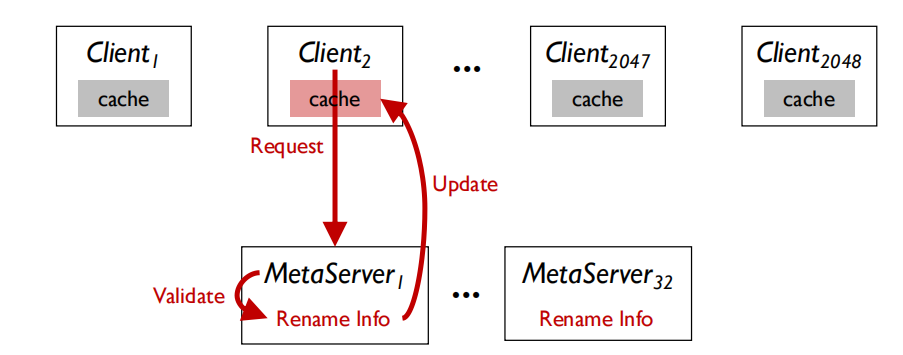 Client1 Client2 ... Client2047 Client2048
cache cache cache cache
Request
Update
MetaServer1 ... MetaServer32
Validate
Rename Info Rename Info